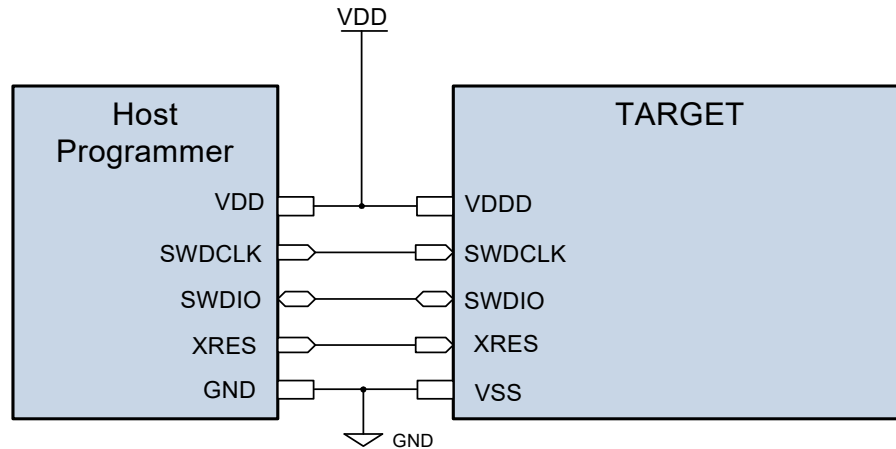 VDD
Host
Programmer
TARGET
VDD
VDDD
SWDCLK
SWDCLK
SWDIO
SWDIO
XRES
XRES
GND
VSS
GND